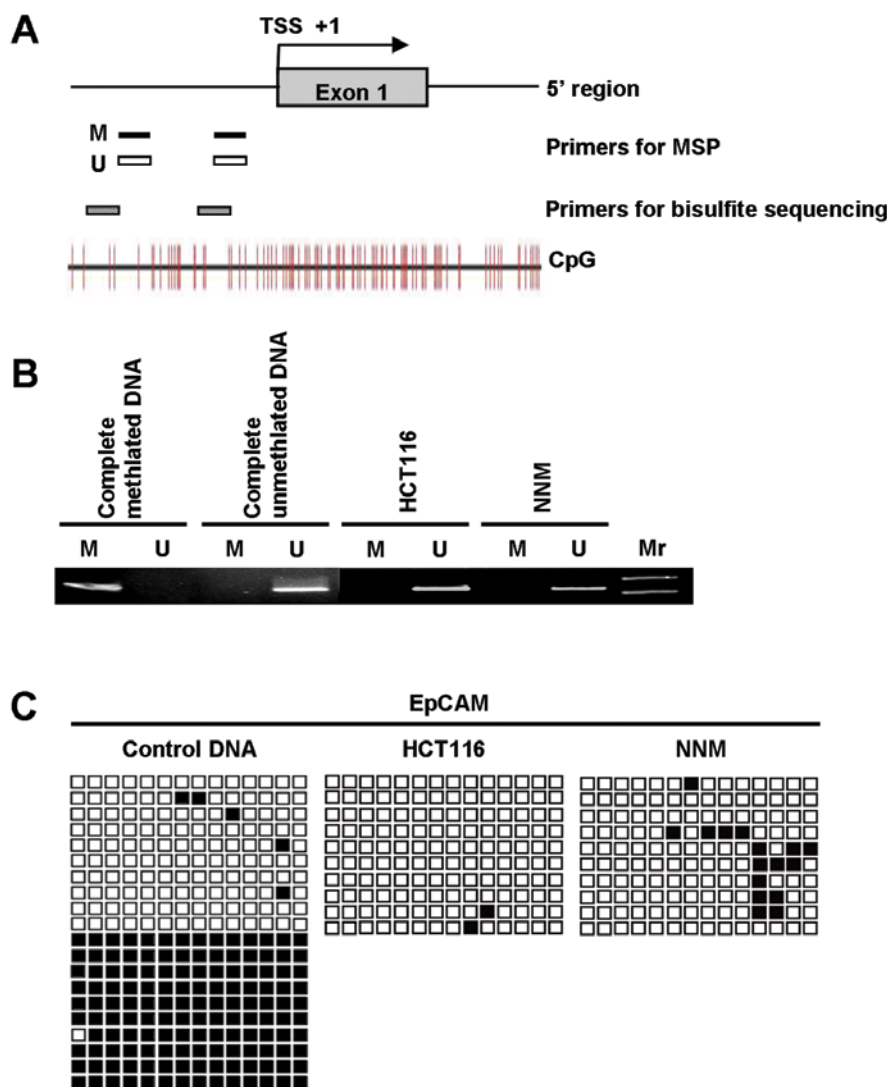 A
TSS +1
Exon 1
5' region
M
U
Primers for MSP
Primers for bisulfite sequencing
CpG
B
Complete
methlated DNA
Complete
unmethlated DNA
HCT116
NNM
M U M U M U M U Mr
C
EpCAM
Control DNA HCT116 NNM